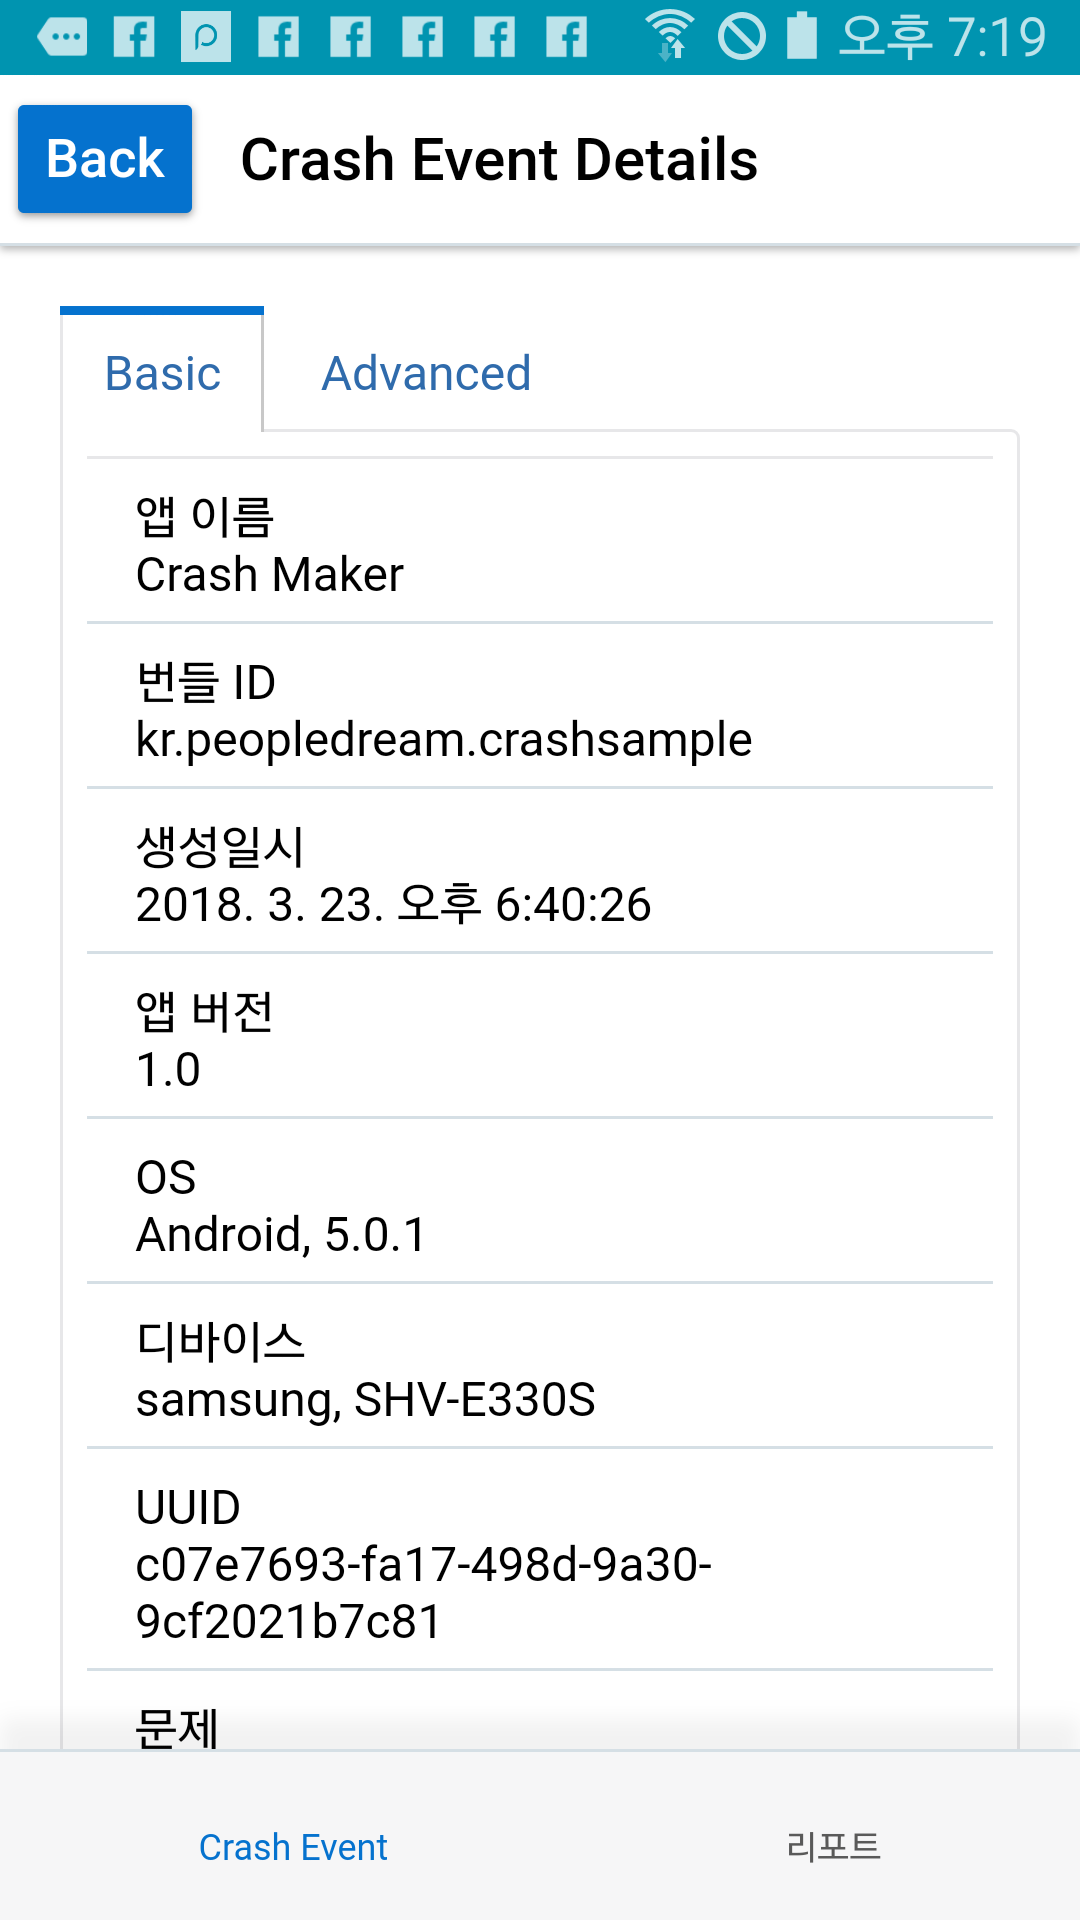 오후 7:19
Back
Crash Event Details
Basic
Advanced
앱 이름
Crash Maker
번들 ID
kr.peopledream.crashsample
생성일시
2018. 3. 23. 오후 6:40:26
앱 버전
1.0
OS
Android, 5.0.1
디바이스
samsung, SHV-E330S
UUID
c07e7693-fa17-498d-9a30-
9cf2021b7c81
문제
Crash Event
리포트